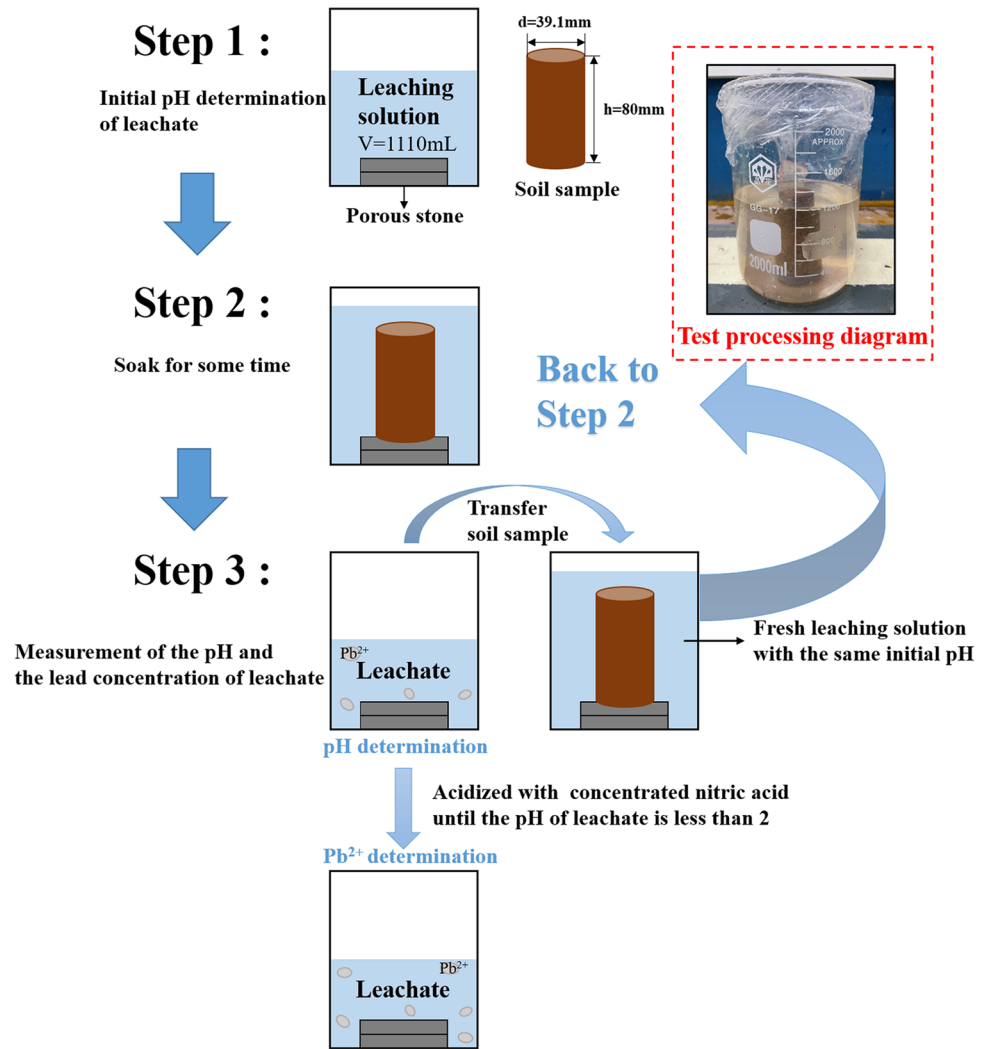 Step 1 :
Initial pH determination
of leachate
Leaching
solution
V=1110mL
Porous stone
d=39.1mm
h=80mm
Soil sample
2000
APPROX
1600
GG-17
1200
800
2000ml
Test processing diagram
Step 2 :
Soak for some time
Back to
Step 2
Transfer
soil sample
Step 3 :
Measurement of the pH and
the lead concentration of leachate
Pb²⁺
Leachate
pH determination
Fresh leaching solution
with the same initial pH
Acidized with concentrated nitric acid
until the pH of leachate is less than 2
Pb²⁺ determination
Pb²⁺
Leachate